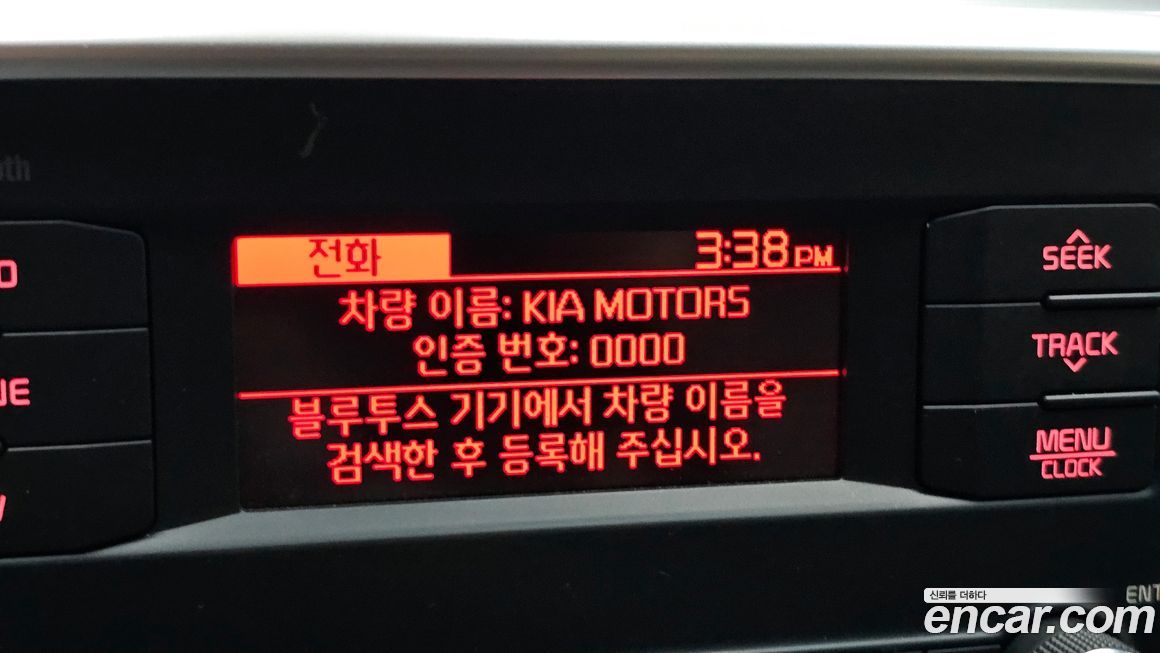 전화
3:38 PM
차량 이름: KIA MOTORS
인증 번호: 0000
블루투스 기기에서 차량 이름을
검색한 후 등록해 주십시오.
SEEK
TRACK
MENU
CLOCK
신뢰를 더하다
encar.com